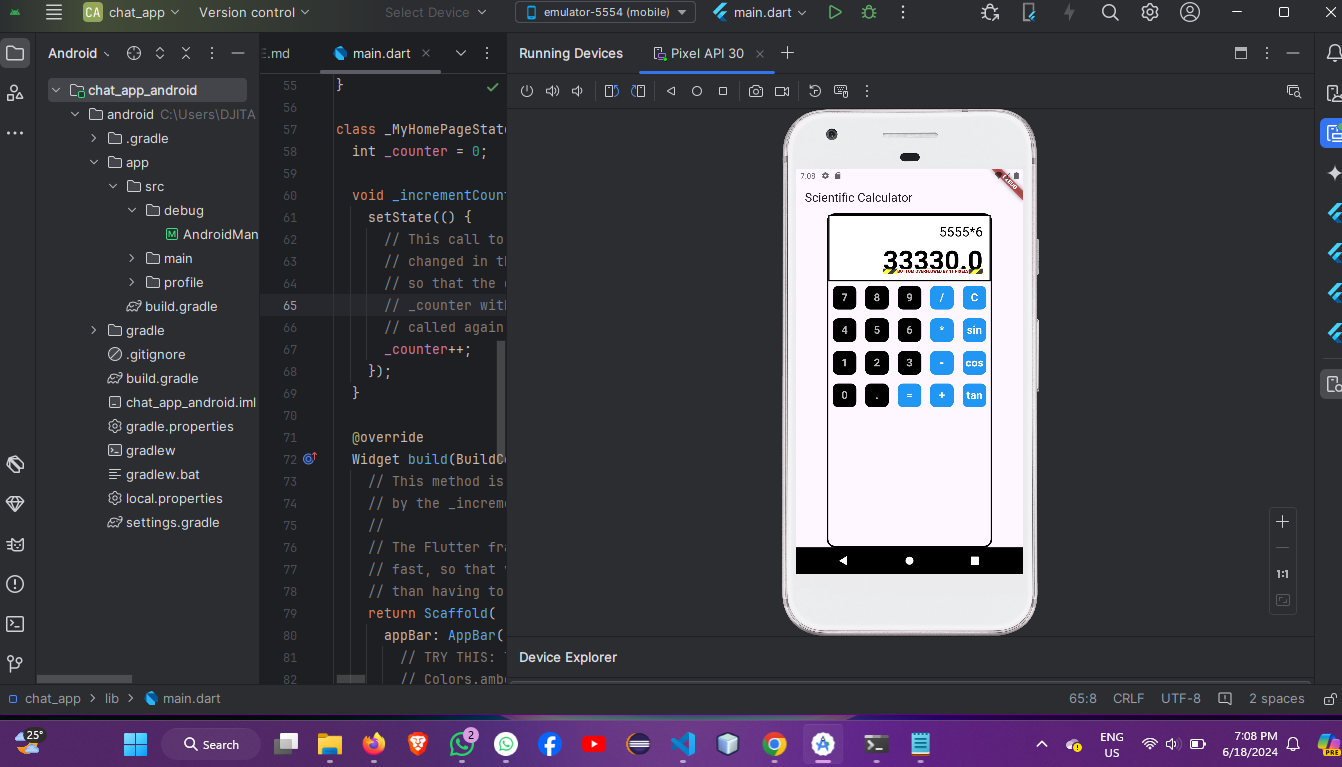 CA chat_app Version control Select Device emulator-5554 (mobile) main.dart
Android
.md main.dart
Running Devices Pixel API 30
chat_app_android
android C:\Users\DJITA
.gradle
app
src
debug
AndroidMan
main
profile
build.gradle
gradle
.gitignore
build.gradle
chat_app_android.iml
gradle.properties
gradlew
gradlew.bat
local.properties
settings.gradle
55 }
56
57 class _MyHomePageState
58 int _counter = 0;
59
60 void _incrementCount
61 setState(() {
62 // This call to
63 // changed in th
64 // so that the
65 // _counter with
66 // called again
67 _counter++;
68 });
69 }
70
71 @override
72 Widget build(BuildCo
73 // This method is
74 // by the _increme
75 //
76 // The Flutter fra
77 // fast, so that
78 // than having to
79 return Scaffold(
80 appBar: AppBar(
81 // TRY THIS:
82 // Colors.ambe
7:08
Scientific Calculator
5555*6
33330.0
7 8 9 / C
4 5 6 * sin
1 2 3 - cos
0 . = + tan
1:1
Device Explorer
chat_app > lib > main.dart
65:8 CRLF UTF-8 2 spaces
25°
Search
2
ENG
US
7:08 PM
6/18/2024
PRE